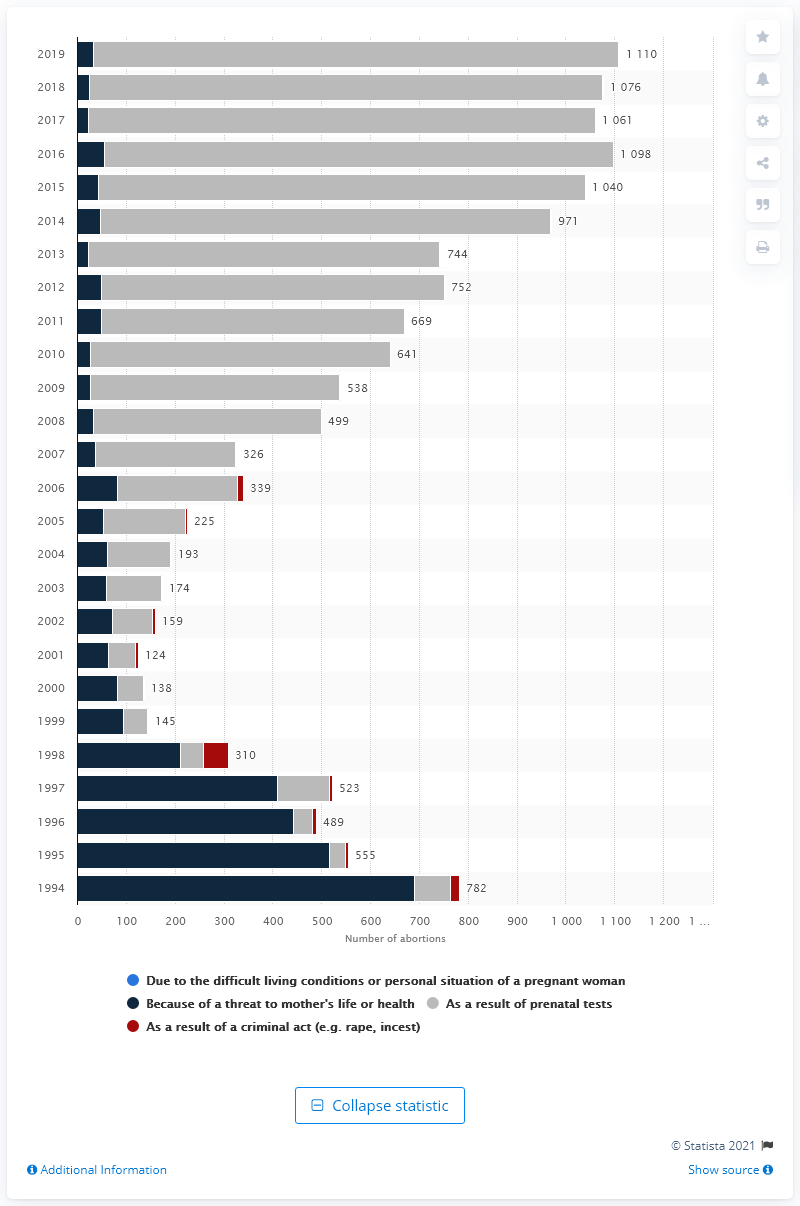 2019 1 110
2018 1 076
2017 1 061
2016 1 098
2015 1 040
2014 971
2013 744
2012 752
2011 669
2010 641
2009 538
2008 499
2007 326
2006 339
2005 225
2004 193
2003 174
2002 159
2001 124
2000 138
1999 145
1998 310
1997 523
1996 489
1995 555
1994 782
0 100 200 300 400 500 600 700 800 900 1 000 1 100 1 200 1 ...
Number of abortions
Due to the difficult living conditions or personal situation of a pregnant woman
Because of a threat to mother's life or health As a result of prenatal tests
As a result of a criminal act (e.g. rape, incest)
Collapse statistic
© Statista 2021
Additional Information Show source